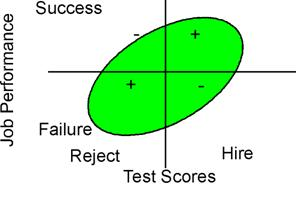 Success
- +
Job Performance
+ -
Failure
Reject Hire
Test Scores